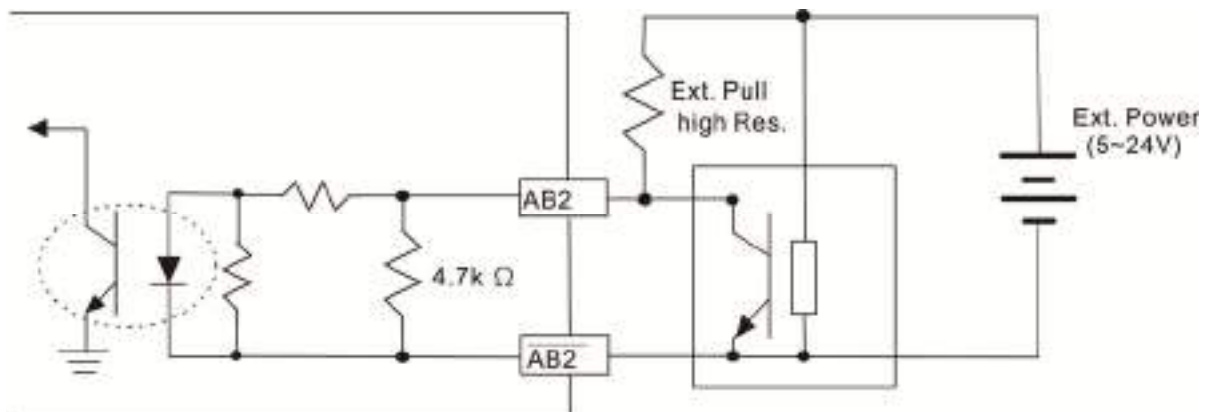 Ext. Pull
high Res.
Ext. Power
(5~24V)
AB2
4.7k Ω
AB2